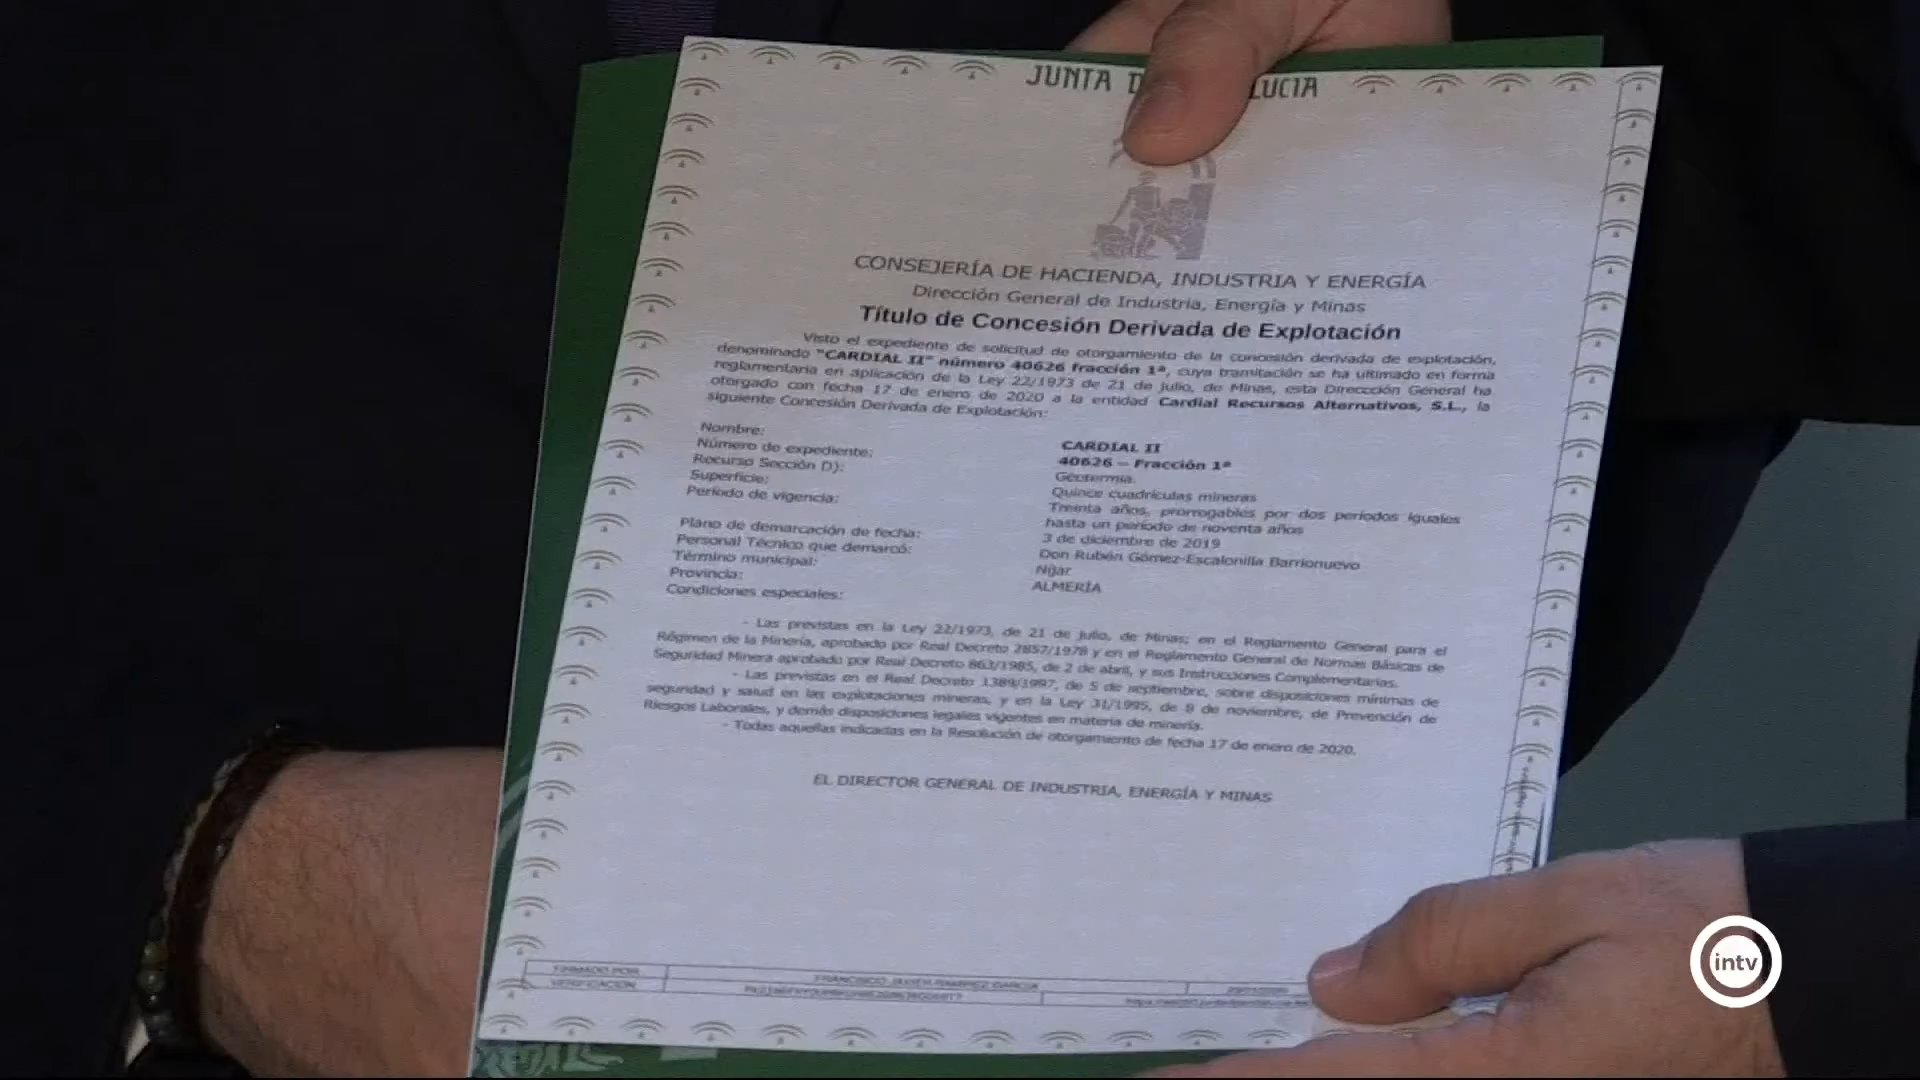 JUNTA D LUCIA
CONSEJERÍA DE HACIENDA, INDUSTRIA Y ENERGÍA
Dirección General de Industria, Energía y Minas
Título de Concesión Derivada de Explotación
Visto el expediente de solicitud de otorgamiento de la concesión derivada de explotación,
denominado "CARDIAL II" número 40626 fracción 1ª, cuya tramitación se ha ultimado en forma
reglamentaria en aplicación de la Ley 22/1973 de 21 de julio, de Minas, esta Direccción General ha
otorgado con fecha 17 de enero de 2020 a la entidad Cardial Recursos Alternativos, S.L., la
siguiente Concesión Derivada de Explotación:
Nombre: CARDIAL II
Número de expediente: 40626 – Fracción 1ª
Recurso Sección D): Geotermia.
Superficie: Quince cuadrículas mineras
Período de vigencia: Treinta años, prorrogables por dos períodos iguales
hasta un período de noventa años
Plano de demarcación de fecha: 3 de diciembre de 2019
Personal Técnico que demarcó: Don Rubén Gómez-Escalonilla Barrionuevo
Término municipal: Níjar
Provincia: ALMERÍA
Condiciones especiales:
- Las previstas en la Ley 22/1973, de 21 de julio, de Minas; en el Reglamento General para el
Régimen de la Minería, aprobado por Real Decreto 2857/1978 y en el Reglamento General de Normas Básicas de
Seguridad Minera aprobado por Real Decreto 863/1985, de 2 de abril, y sus Instrucciones Complementarias.
- Las previstas en el Real Decreto 1389/1997, de 5 de septiembre, sobre disposiciones mínimas de
seguridad y salud en las explotaciones mineras, y en la Ley 31/1995, de 8 de noviembre, de Prevención de
Riesgos Laborales, y demás disposiciones legales vigentes en materia de minería.
- Todas aquellas indicadas en la Resolución de otorgamiento de fecha 17 de enero de 2020.
EL DIRECTOR GENERAL DE INDUSTRIA, ENERGÍA Y MINAS
FIRMADO POR FRANCISCO JAVIER RAMIREZ GARCIA
VERIFICACIÓN
intv